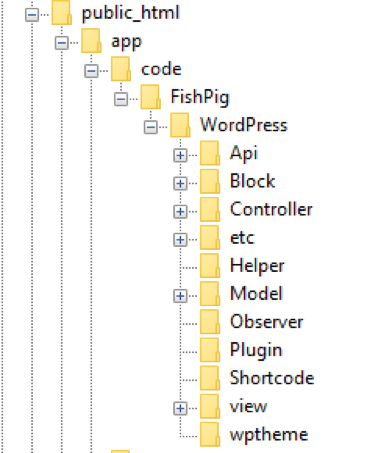 public_html
app
code
FishPig
WordPress
Api
Block
Controller
etc
Helper
Model
Observer
Plugin
Shortcode
view
wptheme